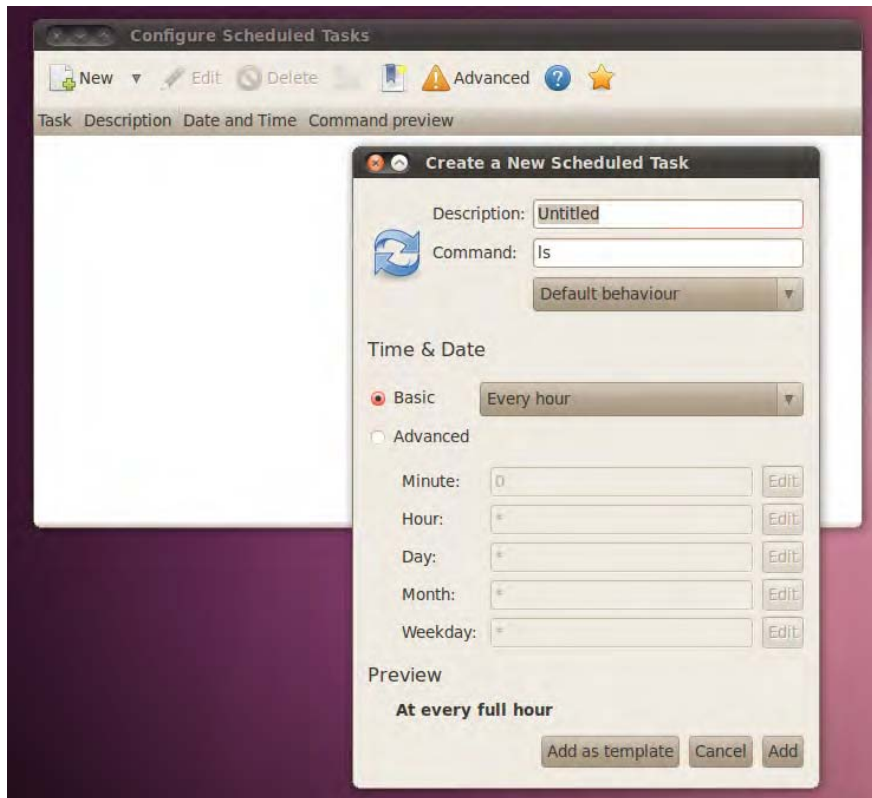 Configure Scheduled Tasks
New Edit Delete Advanced
Task Description Date and Time Command preview
Create a New Scheduled Task
Description: Untitled
Command: ls
Default behaviour
Time & Date
Basic Every hour
Advanced
Minute: 0 Edit
Hour: * Edit
Day: * Edit
Month: * Edit
Weekday: * Edit
Preview
At every full hour
Add as template Cancel Add